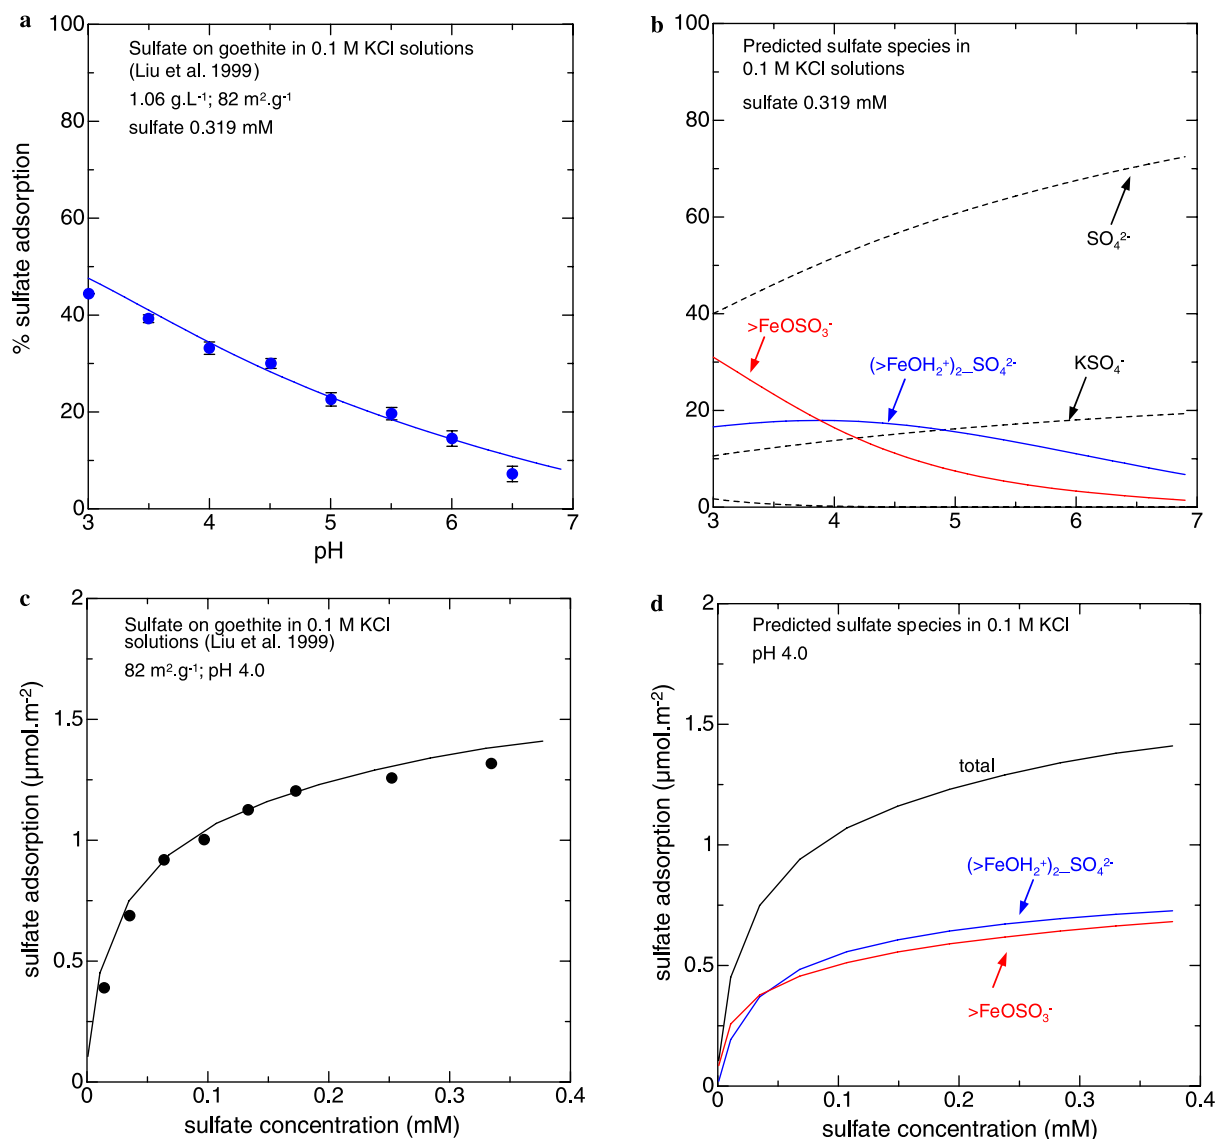 a
Sulfate on goethite in 0.1 M KCl solutions
(Liu et al. 1999)
1.06 g.L⁻¹; 82 m².g⁻¹
sulfate 0.319 mM
% sulfate adsorption
100
80
60
40
20
0
3
4
5
6
7
pH
b
Predicted sulfate species in
0.1 M KCl solutions
sulfate 0.319 mM
SO₄²⁻
>FeOSO₃⁻
(>FeOH₂⁺)₂_SO₄²⁻
KSO₄⁻
100
80
60
40
20
0
3
4
5
6
7
c
Sulfate on goethite in 0.1 M KCl
solutions (Liu et al. 1999)
82 m².g⁻¹; pH 4.0
sulfate adsorption (µmol.m⁻²)
2
1.5
1
0.5
0
0
0.1
0.2
0.3
0.4
sulfate concentration (mM)
d
Predicted sulfate species in 0.1 M KCl
pH 4.0
total
(>FeOH₂⁺)₂_SO₄²⁻
>FeOSO₃⁻
sulfate adsorption (µmol.m⁻²)
2
1.5
1
0.5
0
0
0.1
0.2
0.3
0.4
sulfate concentration (mM)